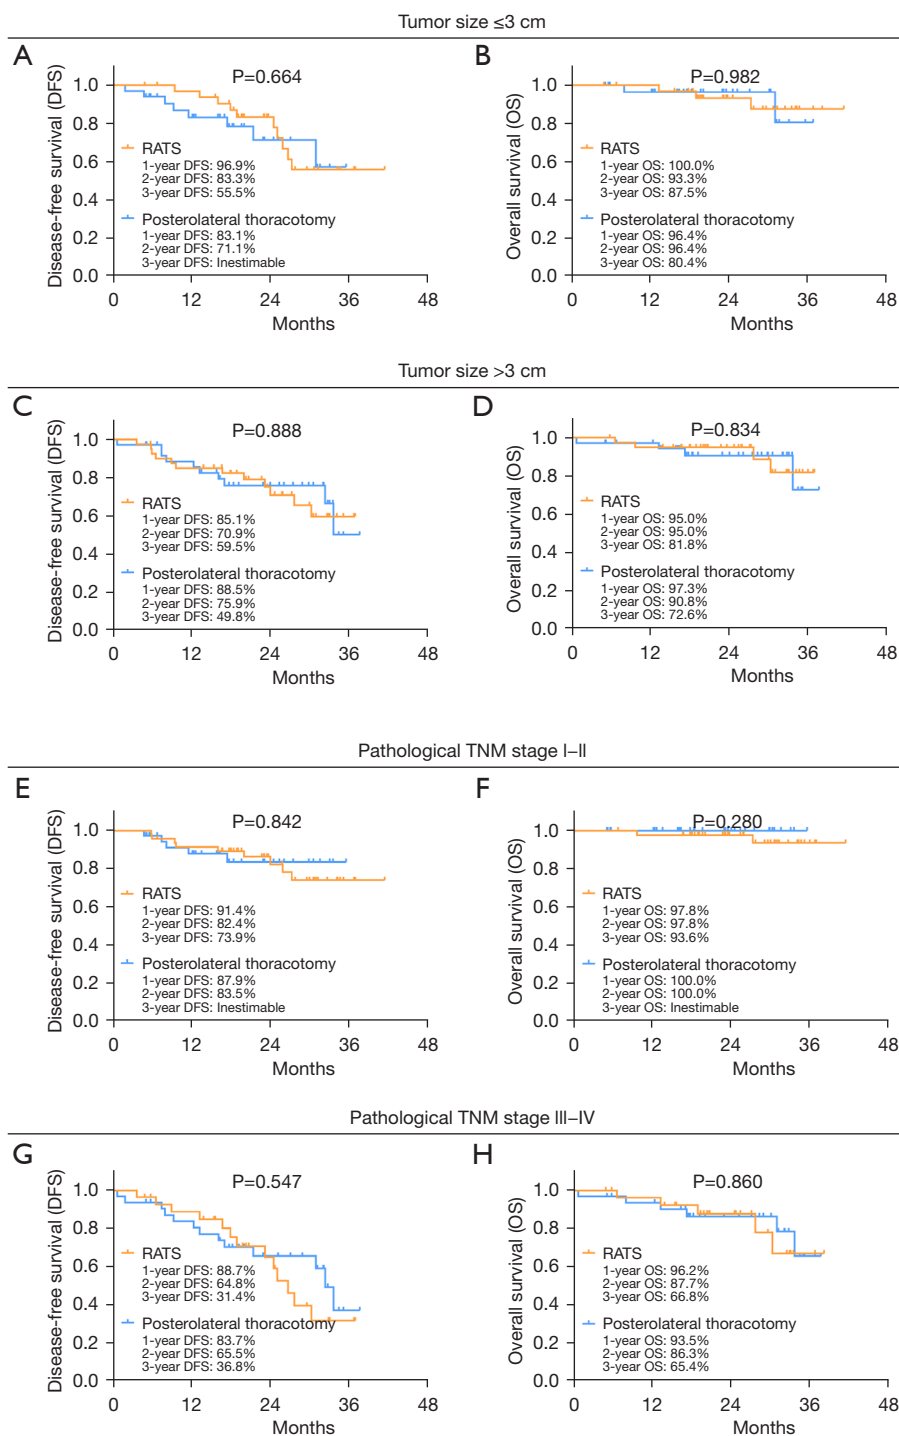 Tumor size ≤3 cm
A
Disease-free survival (DFS)
1.0
0.8
0.6
0.4
0.2
0.0
P=0.664
RATS
1-year DFS: 96.9%
2-year DFS: 83.3%
3-year DFS: 55.5%
Posterolateral thoracotomy
1-year DFS: 83.1%
2-year DFS: 71.1%
3-year DFS: Inestimable
0 12 24 36 48
Months
B
Overall survival (OS)
1.0
0.8
0.6
0.4
0.2
0.0
P=0.982
RATS
1-year OS: 100.0%
2-year OS: 93.3%
3-year OS: 87.5%
Posterolateral thoracotomy
1-year OS: 96.4%
2-year OS: 96.4%
3-year OS: 80.4%
0 12 24 36 48
Months
Tumor size >3 cm
C
Disease-free survival (DFS)
1.0
0.8
0.6
0.4
0.2
0.0
P=0.888
RATS
1-year DFS: 85.1%
2-year DFS: 70.9%
3-year DFS: 59.5%
Posterolateral thoracotomy
1-year DFS: 88.5%
2-year DFS: 75.9%
3-year DFS: 49.8%
0 12 24 36 48
Months
D
Overall survival (OS)
1.0
0.8
0.6
0.4
0.2
0.0
P=0.834
RATS
1-year OS: 95.0%
2-year OS: 95.0%
3-year OS: 81.8%
Posterolateral thoracotomy
1-year OS: 97.3%
2-year OS: 90.8%
3-year OS: 72.6%
0 12 24 36 48
Months
Pathological TNM stage I–II
E
Disease-free survival (DFS)
1.0
0.8
0.6
0.4
0.2
0.0
P=0.842
RATS
1-year DFS: 91.4%
2-year DFS: 82.4%
3-year DFS: 73.9%
Posterolateral thoracotomy
1-year DFS: 87.9%
2-year DFS: 83.5%
3-year DFS: Inestimable
0 12 24 36 48
Months
F
Overall survival (OS)
1.0
0.8
0.6
0.4
0.2
0.0
P=0.280
RATS
1-year OS: 97.8%
2-year OS: 97.8%
3-year OS: 93.6%
Posterolateral thoracotomy
1-year OS: 100.0%
2-year OS: 100.0%
3-year OS: Inestimable
0 12 24 36 48
Months
Pathological TNM stage III–IV
G
Disease-free survival (DFS)
1.0
0.8
0.6
0.4
0.2
0.0
P=0.547
RATS
1-year DFS: 88.7%
2-year DFS: 64.8%
3-year DFS: 31.4%
Posterolateral thoracotomy
1-year DFS: 83.7%
2-year DFS: 65.5%
3-year DFS: 36.8%
0 12 24 36 48
Months
H
Overall survival (OS)
1.0
0.8
0.6
0.4
0.2
0.0
P=0.860
RATS
1-year OS: 96.2%
2-year OS: 87.7%
3-year OS: 66.8%
Posterolateral thoracotomy
1-year OS: 93.5%
2-year OS: 86.3%
3-year OS: 65.4%
0 12 24 36 48
Months